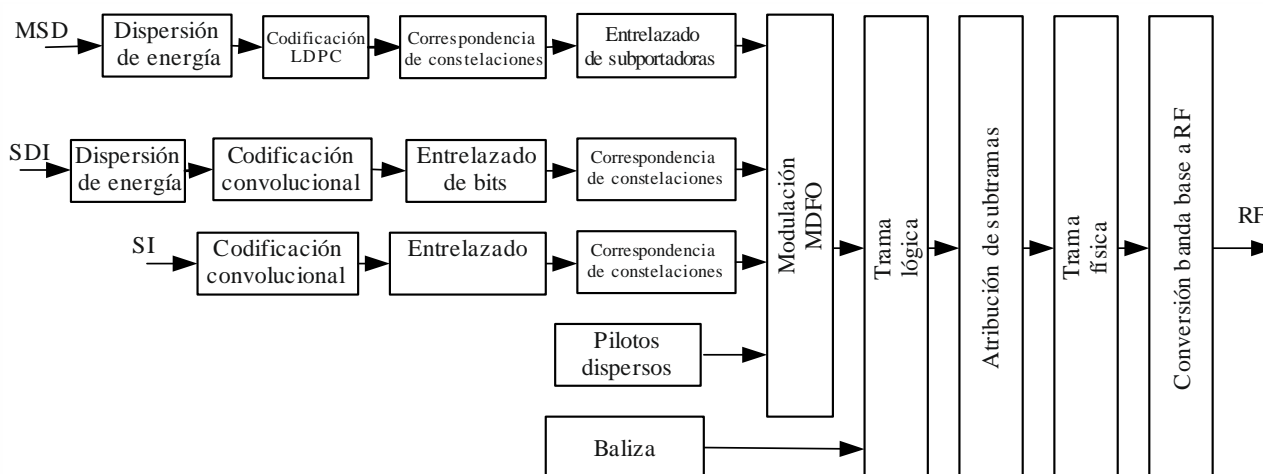 MSD
Dispersión
de energía
Codificación
LDPC
Correspondencia
de constelaciones
Entrelazado
de subportadoras
SDI
Dispersión
de energía
Codificación
convolucional
Entrelazado
de bits
Correspondencia
de constelaciones
SI
Codificación
convolucional
Entrelazado
Correspondencia
de constelaciones
Pilotos
dispersos
Baliza
Modulación
MDFO
Trama
lógica
Atribución de subtramas
Trama
física
Conversión banda base a RF
RF